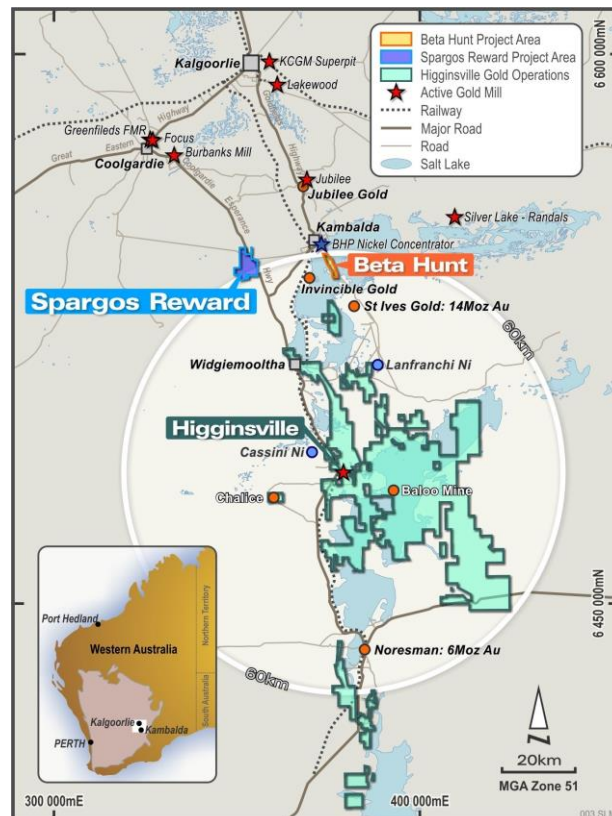 Beta Hunt Project Area
Spargos Reward Project Area
Higginsville Gold Operations
Active Gold Mill
Railway
Major Road
Road
Salt Lake
6 600 000mN
Kalgoorlie
KCGM Superpit
Lakewood
Highway
Greenfileds FMR
Focus
Great
Eastern
Burbanks Mill
Coolgardie
Coolgardie
Highway
Jubilee
Jubilee Gold
Silver Lake - Randals
Esperance
Kambalda
BHP Nickel Concentrator
Beta Hunt
Spargos Reward
Hwy
Invincible Gold
St Ives Gold: 14Moz Au
60km
Widgiemooltha
Lanfranchi Ni
Higginsville
Cassini Ni
Chalice
Baloo Mine
6 450 000mN
Noresman: 6Moz Au
60km
Port Hedland
Northern Territory
Western Australia
South Australia
Kalgoorlie
Kambalda
PERTH
N
20km
MGA Zone 51
300 000mE
400 000mE